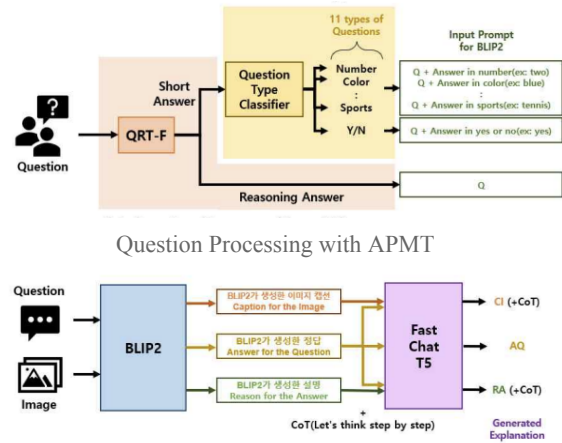 11 types of
Questions
Input Prompt
for BLIP2
Short
Answer
Question
Type
Classifier
Number
Color
:
Sports
Y/N
Q + Answer in number(ex: two)
Q + Answer in color(ex: blue)
:
Q + Answer in sports(ex: tennis)
Q + Answer in yes or no(ex: yes)
QRT-F
Question
Reasoning Answer
Q
Question Processing with APMT
Question
Image
BLIP2
BLIP2가 생성한 이미지 캡션
Caption for the Image
BLIP2가 생성한 정답
Answer for the Question
BLIP2가 생성한 설명
Reason for the Answer
+
CoT(Let's think step by step)
Fast
Chat
T5
CI (+CoT)
AQ
RA (+CoT)
Generated
Explanation